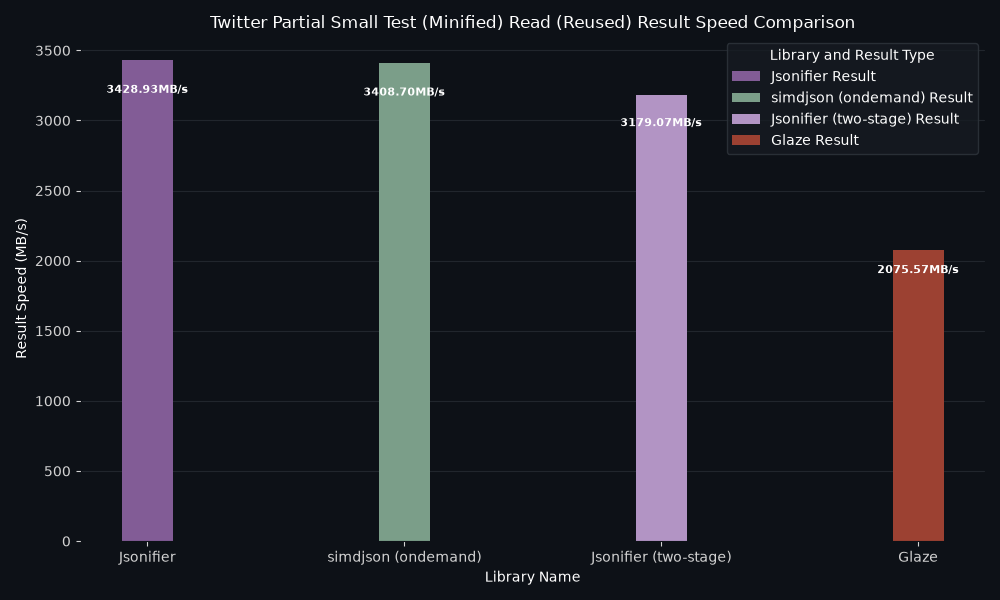 Twitter Partial Small Test (Minified) Read (Reused) Result Speed Comparison
Library and Result Type
Jsonifier Result
simdjson (ondemand) Result
Jsonifier (two-stage) Result
Glaze Result
Result Speed (MB/s)
3500
3000
2500
2000
1500
1000
500
0
3428.93MB/s
3408.70MB/s
3179.07MB/s
2075.57MB/s
Jsonifier
simdjson (ondemand)
Jsonifier (two-stage)
Glaze
Library Name